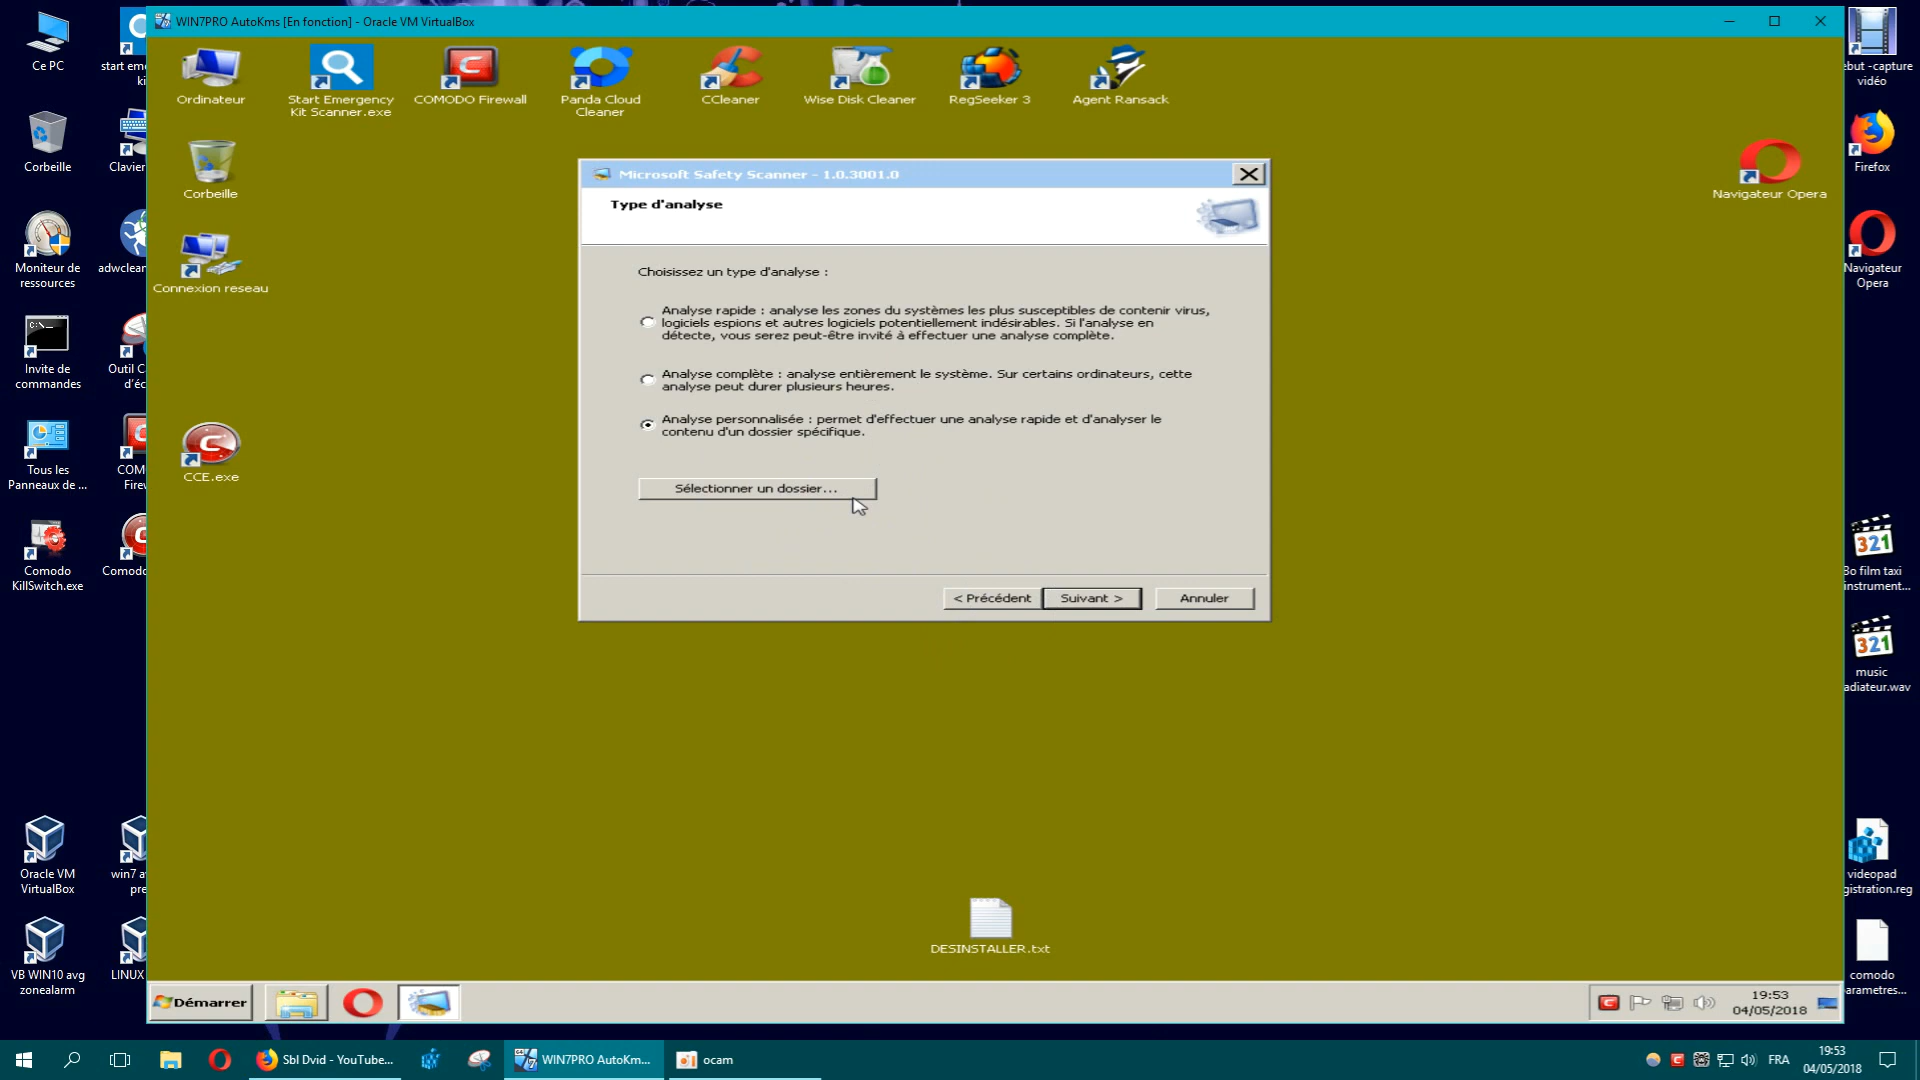 WIN7PRO AutoKms [En fonction] - Oracle VM VirtualBox
Ce PC
Corbeille
Moniteur de
ressources
Invite de
commandes
Tous les
Panneaux de ...
Comodo
KillSwitch.exe
Oracle VM
VirtualBox
VB WIN10 avg
zonealarm
start eme
ki
Clavier
adwclean
Outil C
d'éc
COM
Firew
Comodo
win7 a
pre
LINUX
Ordinateur
Start Emergency
Kit Scanner.exe
COMODO Firewall
Panda Cloud
Cleaner
CCleaner
Wise Disk Cleaner
RegSeeker 3
Agent Ransack
Corbeille
Connexion reseau
CCE.exe
Navigateur Opera
Microsoft Safety Scanner - 1.0.3001.0
Type d'analyse
Choisissez un type d'analyse :
Analyse rapide : analyse les zones du systèmes les plus susceptibles de contenir virus,
logiciels espions et autres logiciels potentiellement indésirables. Si l'analyse en
détecte, vous serez peut-être invité à effectuer une analyse complète.
Analyse complète : analyse entièrement le système. Sur certains ordinateurs, cette
analyse peut durer plusieurs heures.
Analyse personnalisée : permet d'effectuer une analyse rapide et d'analyser le
contenu d'un dossier spécifique.
Sélectionner un dossier...
< Précédent
Suivant >
Annuler
DESINSTALLER.txt
Démarrer
19:53
04/05/2018
ebut -capture
vidéo
Firefox
Navigateur
Opera
321
Bo film taxi
instrument...
321
music
adiateur.wav
videopad
gistration.reg
comodo
parametres...
Sbl Dvid - YouTube...
WIN7PRO AutoKm...
ocam
FRA
19:53
04/05/2018